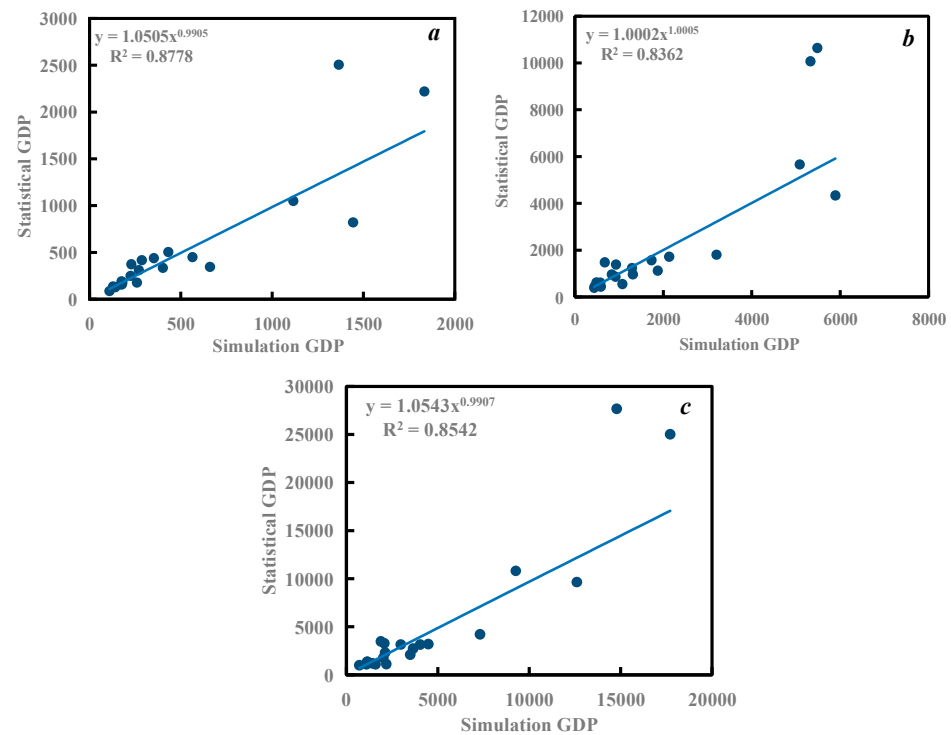 a
y = 1.0505x^0.9905
R² = 0.8778
3000
2500
2000
1500
1000
500
0
0 500 1000 1500 2000
Statistical GDP
Simulation GDP
b
y = 1.0002x^1.0005
R² = 0.8362
12000
10000
8000
6000
4000
2000
0
0 2000 4000 6000 8000
Statistical GDP
Simulation GDP
c
y = 1.0543x^0.9907
R² = 0.8542
30000
25000
20000
15000
10000
5000
0
0 5000 10000 15000 20000
Statistical GDP
Simulation GDP